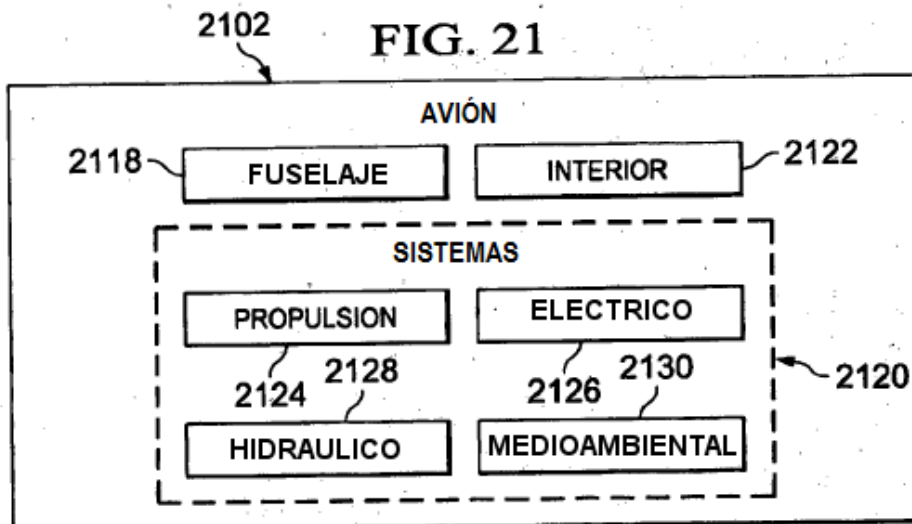 2102
FIG. 21
AVIÓN
2118 FUSELAJE INTERIOR 2122
SISTEMAS
PROPULSION ELECTRICO
2124 2128 2126 2130 2120
HIDRAULICO MEDIOAMBIENTAL